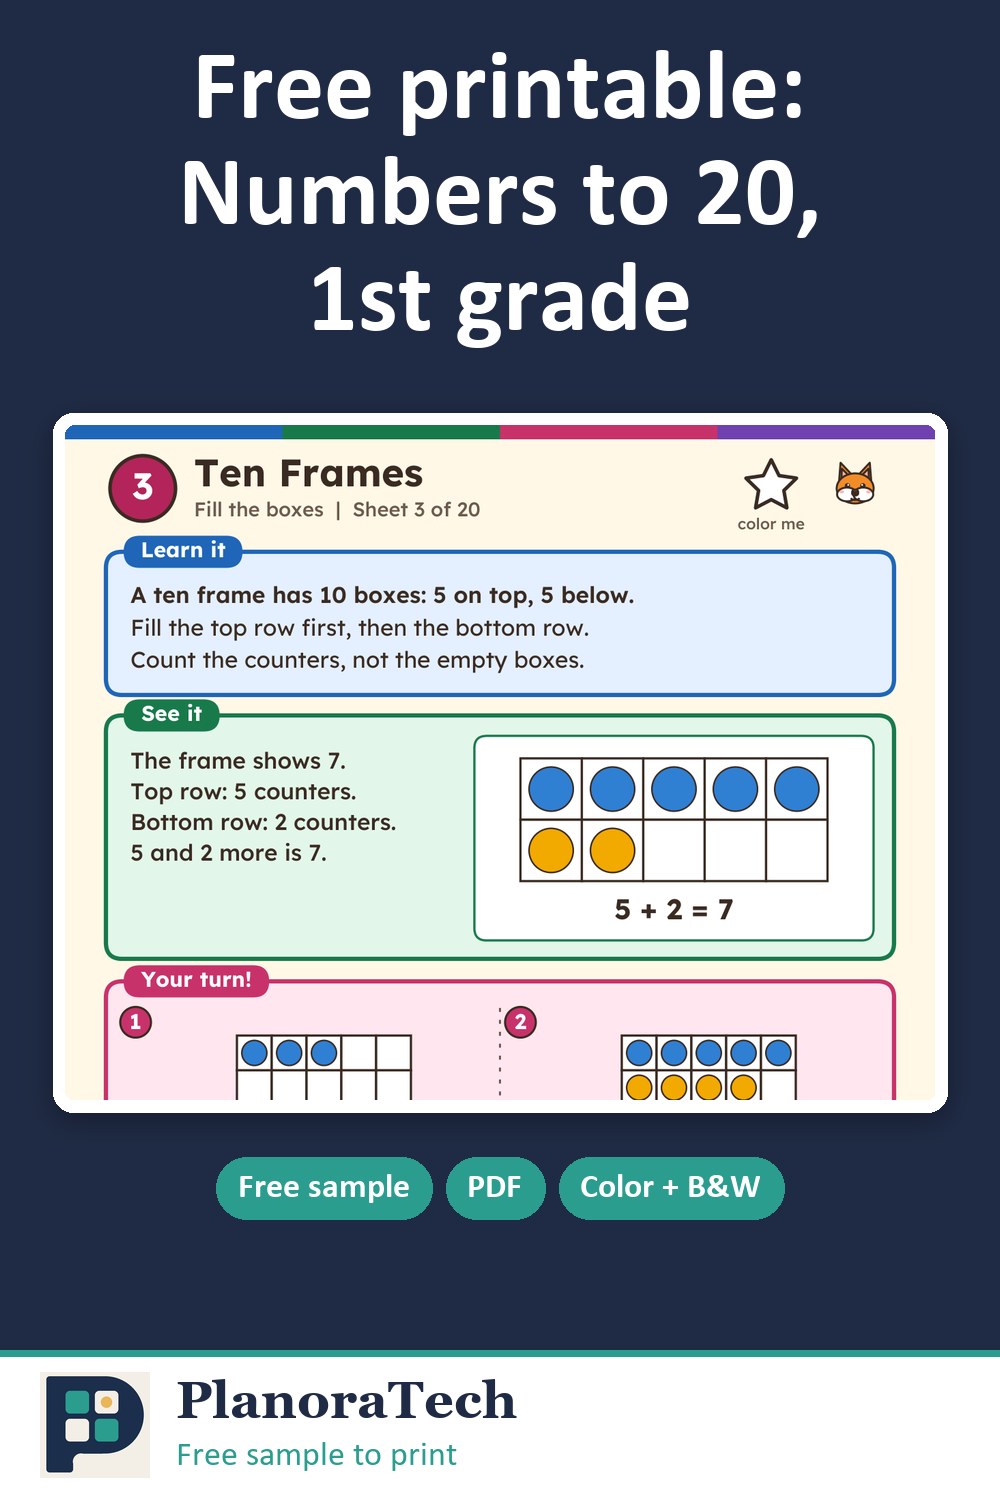 Free printable:
Numbers to 20,
1st grade
3
Ten Frames
Fill the boxes | Sheet 3 of 20
color me
Learn it
A ten frame has 10 boxes: 5 on top, 5 below.
Fill the top row first, then the bottom row.
Count the counters, not the empty boxes.
See it
The frame shows 7.
Top row: 5 counters.
Bottom row: 2 counters.
5 and 2 more is 7.
5 + 2 = 7
Your turn!
1
2
Free sample
PDF
Color + B&W
PlanoraTech
Free sample to print